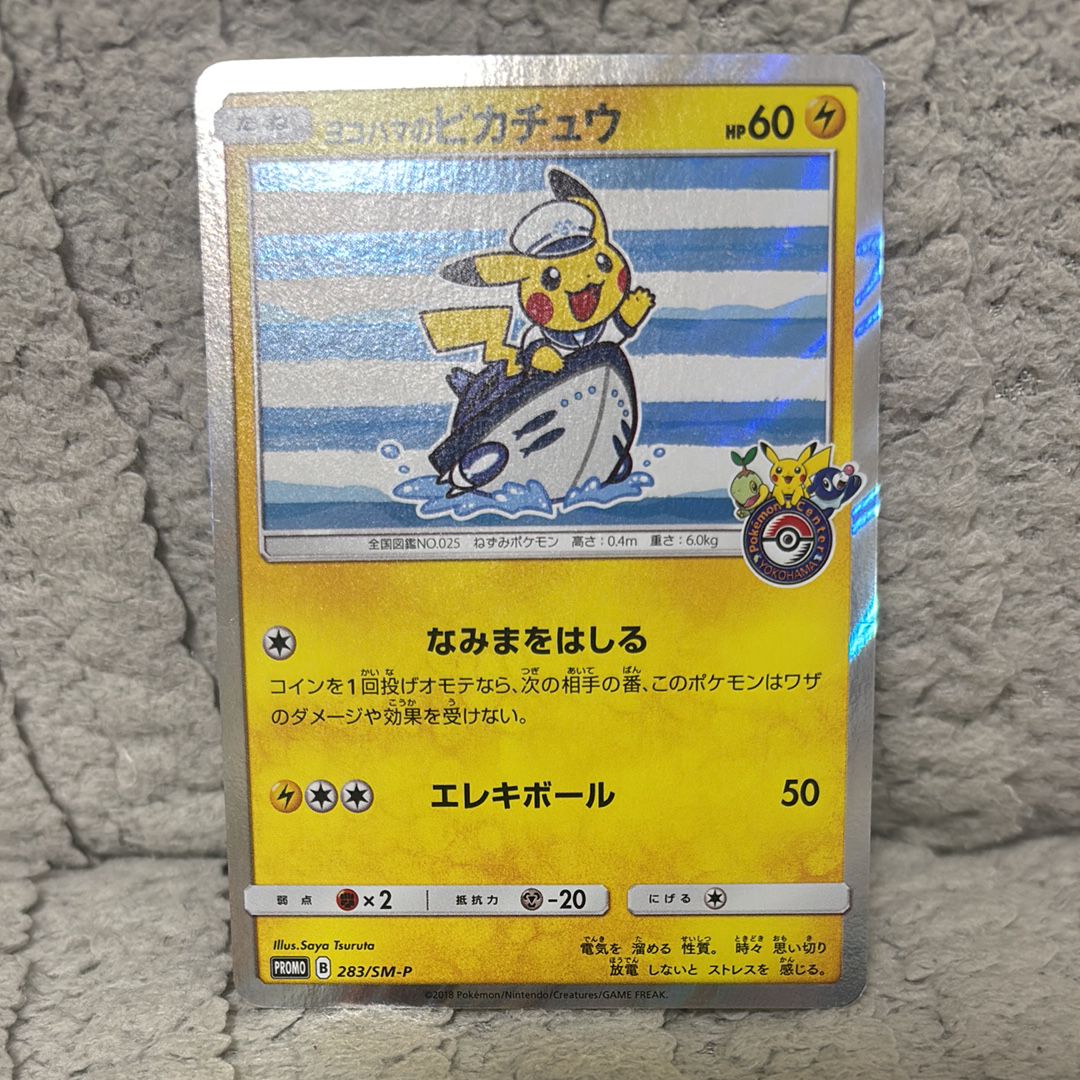 たね ヨコハマのピカチュウ HP60
Pokémon Center
YOKOHAMA
全国図鑑NO.025 ねずみポケモン 高さ:0.4m 重さ:6.0kg
なみまをはしる
コインを1回投げオモテなら、次の相手の番、このポケモンはワザ
のダメージや効果を受けない。
エレキボール 50
弱点 ×2 抵抗力 -20 にげる
Illus.Saya Tsuruta
電気を 溜める 性質。 時々 思い切り
放電 しないと ストレスを 感じる。
PROMO B 283/SM-P
©2018 Pokémon/Nintendo/Creatures/GAME FREAK.